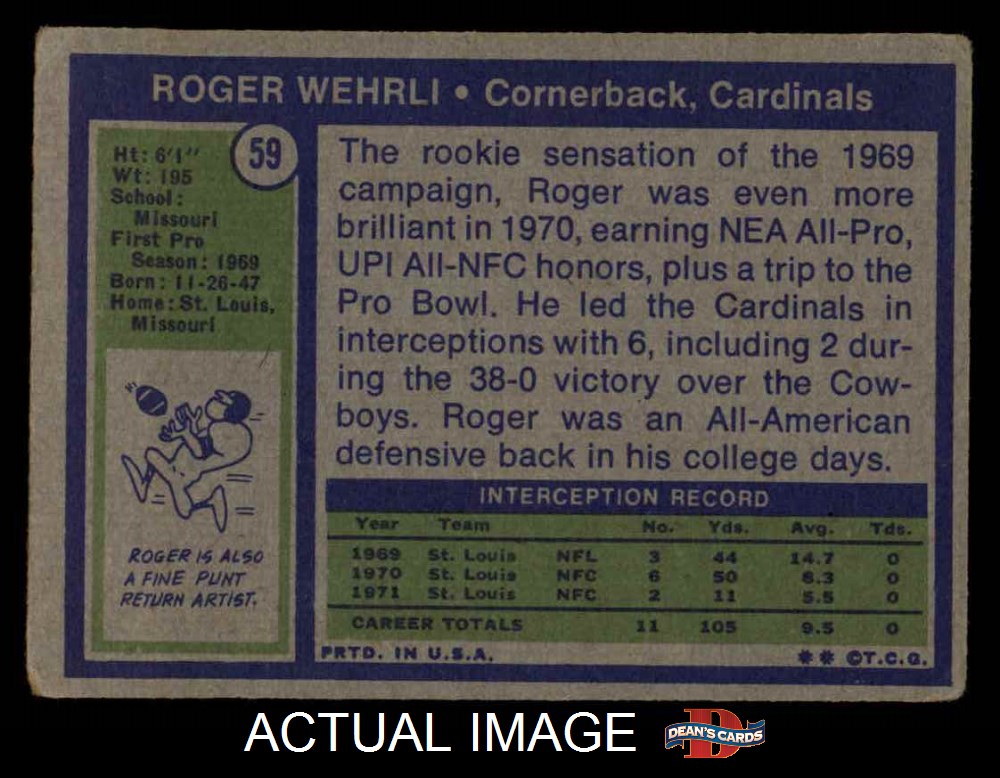 ROGER WEHRLI • Cornerback, Cardinals
59
Ht: 6'1"
Wt: 195
School:
Missouri
First Pro
Season: 1969
Born: 11-26-47
Home: St. Louis,
Missouri
ROGER IS ALSO
A FINE PUNT
RETURN ARTIST.
The rookie sensation of the 1969
campaign, Roger was even more
brilliant in 1970, earning NEA All-Pro,
UPI All-NFC honors, plus a trip to the
Pro Bowl. He led the Cardinals in
interceptions with 6, including 2 dur-
ing the 38-0 victory over the Cow-
boys. Roger was an All-American
defensive back in his college days.
INTERCEPTION RECORD
Year Team No. Yds. Avg. Tds.
1969 St. Louis NFL 3 44 14.7 0
1970 St. Louis NFC 6 50 8.3 0
1971 St. Louis NFC 2 11 5.5 0
CAREER TOTALS 11 105 9.5 0
PRTD. IN U.S.A. ** ©T.C.G.
ACTUAL IMAGE
D
DEAN'S CARDS